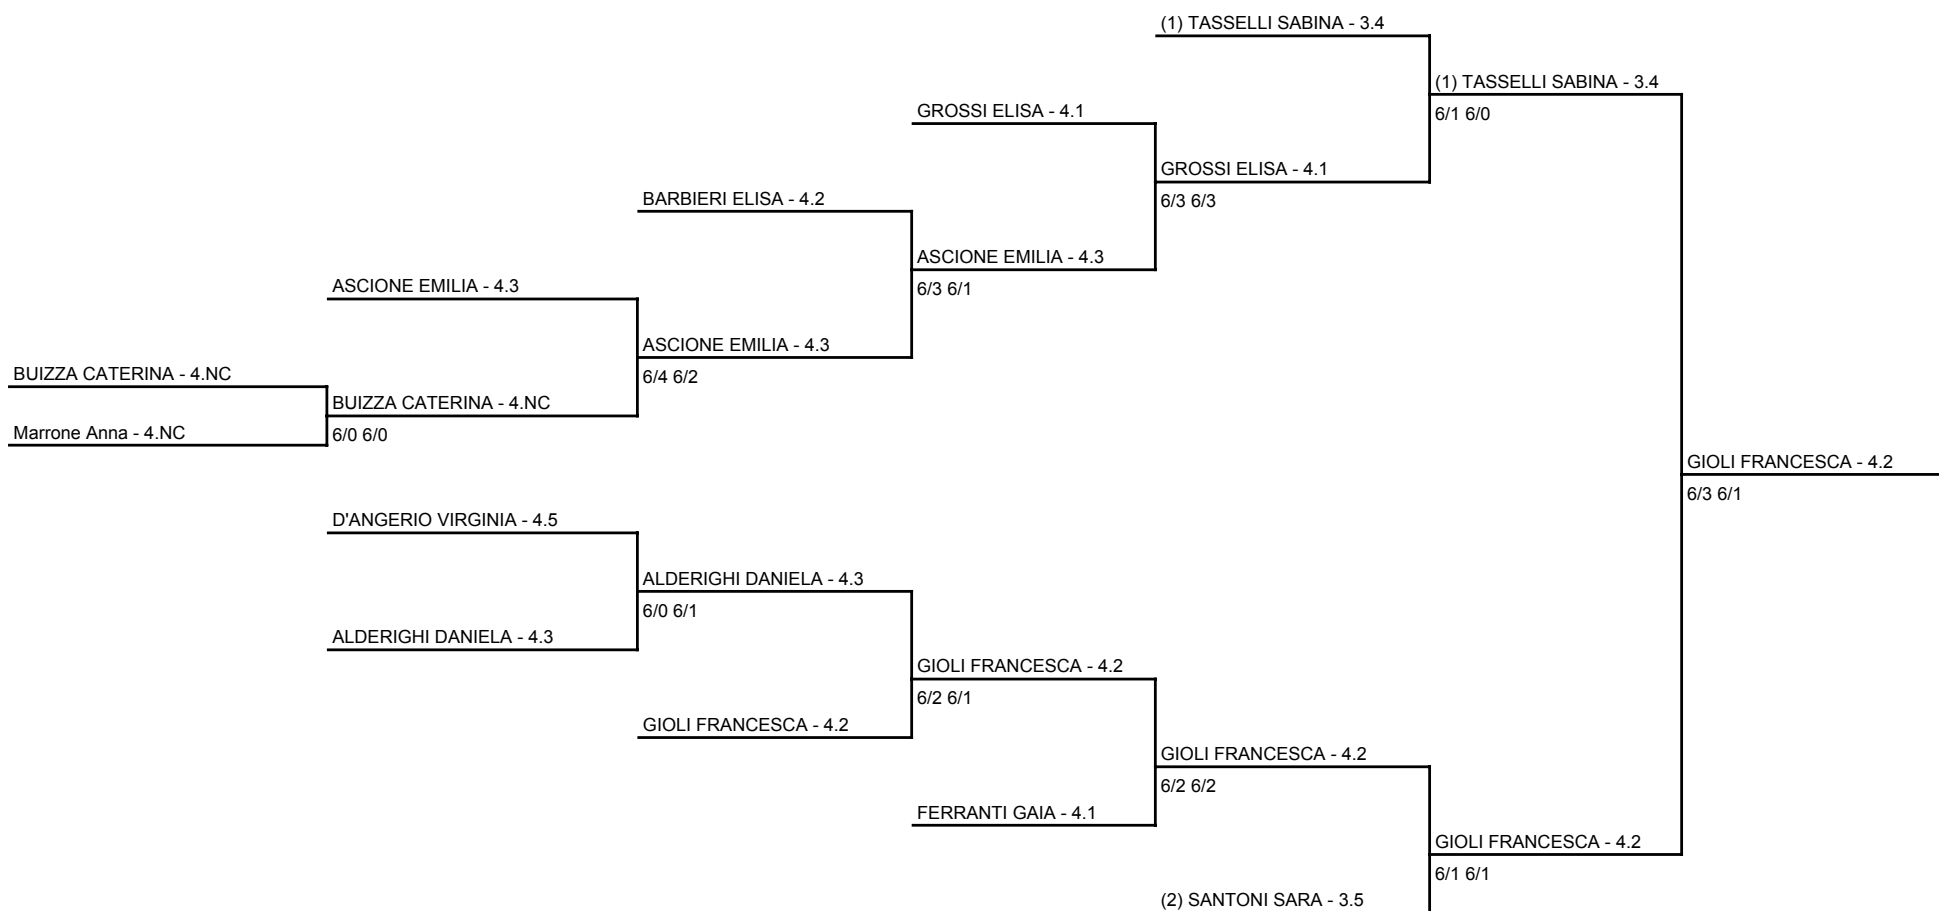 (1) TASSELLI SABINA - 3.4
(1) TASSELLI SABINA - 3.4
GROSSI ELISA - 4.1
6/1 6/0
GROSSI ELISA - 4.1
BARBIERI ELISA - 4.2
6/3 6/3
ASCIONE EMILIA - 4.3
ASCIONE EMILIA - 4.3
6/3 6/1
ASCIONE EMILIA - 4.3
BUIZZA CATERINA - 4.NC
6/4 6/2
BUIZZA CATERINA - 4.NC
Marrone Anna - 4.NC
6/0 6/0
GIOLI FRANCESCA - 4.2
6/3 6/1
D'ANGERIO VIRGINIA - 4.5
ALDERIGHI DANIELA - 4.3
6/0 6/1
ALDERIGHI DANIELA - 4.3
GIOLI FRANCESCA - 4.2
6/2 6/1
GIOLI FRANCESCA - 4.2
GIOLI FRANCESCA - 4.2
6/2 6/2
FERRANTI GAIA - 4.1
GIOLI FRANCESCA - 4.2
6/1 6/1
(2) SANTONI SARA - 3.5